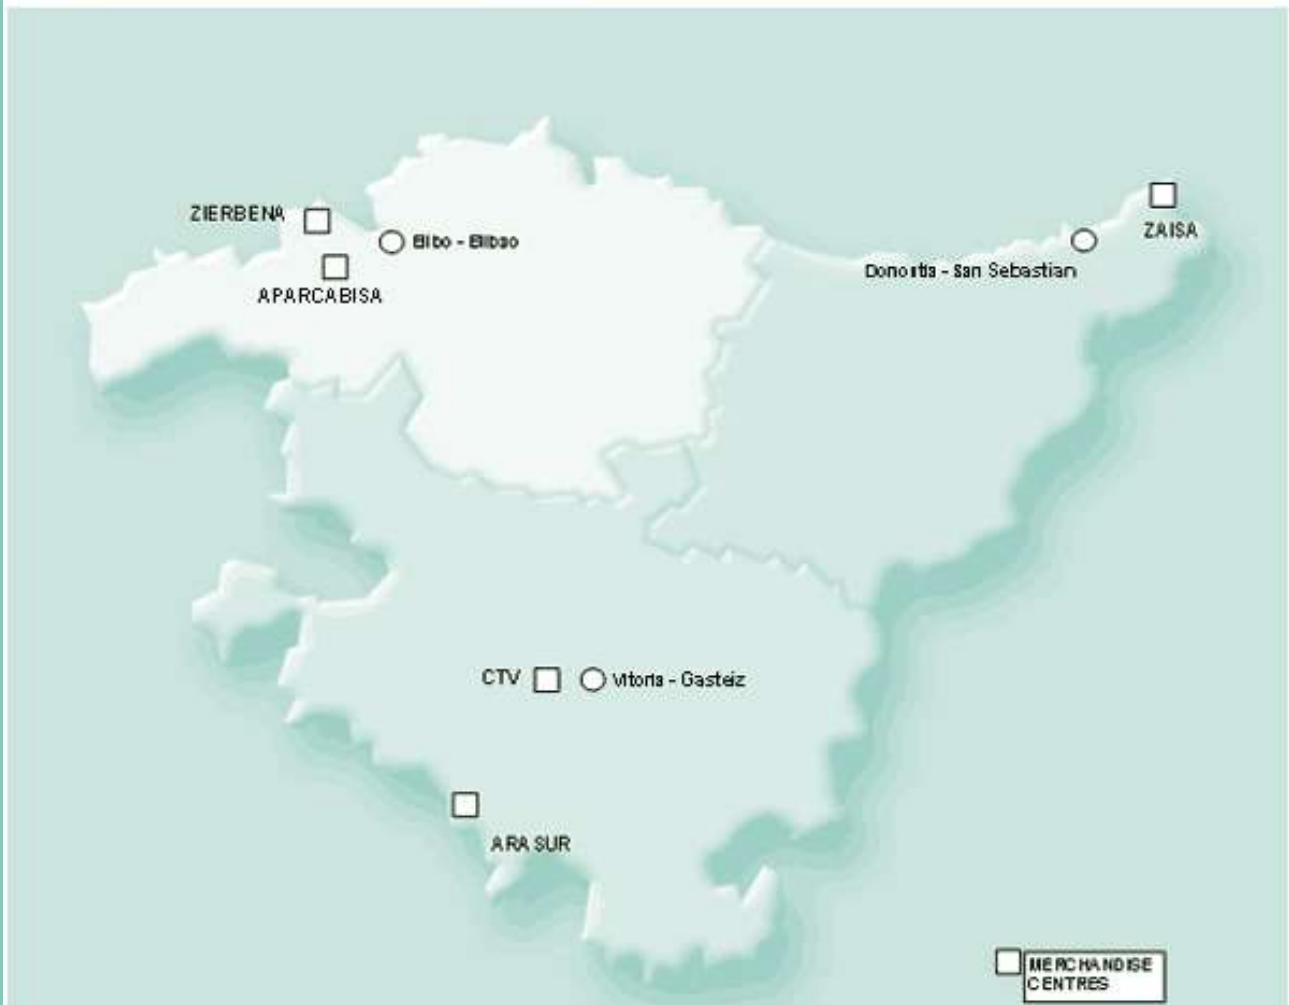 ZIERBENA
Bilbo - Bilbao
APARCABISA
ZAISA
Donostia - San Sebastian
CTV
Vitoria - Gasteiz
ARASUR
MERCHANDISE
CENTRES